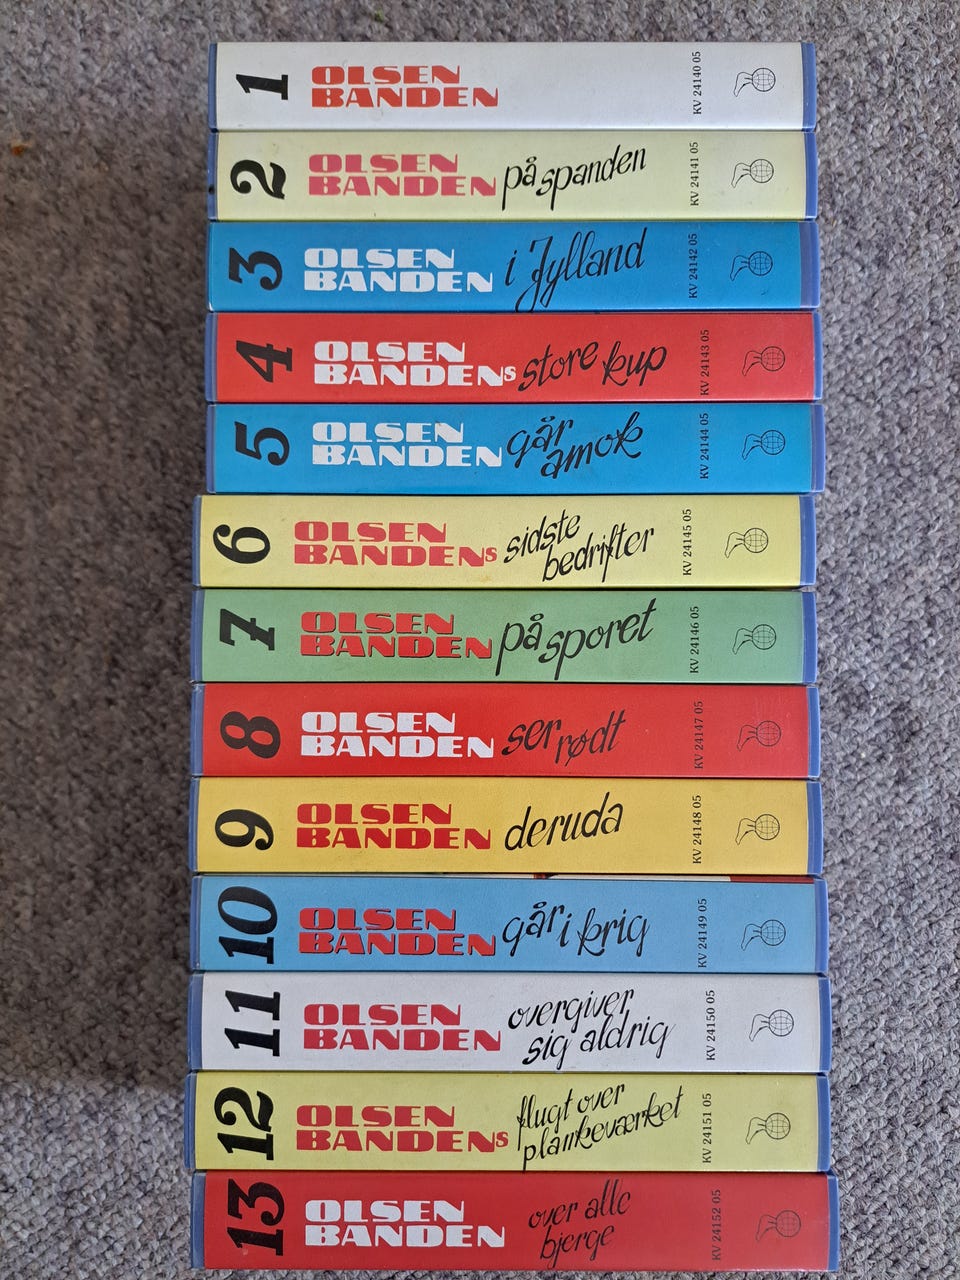 1 OLSEN
BANDEN
KV 24140 05
2 OLSEN
BANDEN på spanden
KV 24141 05
3 OLSEN
BANDEN i Jylland
KV 24142 05
4 OLSEN
BANDENs store kup
KV 24143 05
5 OLSEN
BANDEN går
amok
KV 24144 05
6 OLSEN
BANDENs sidste
bedrifter
KV 24145 05
7 OLSEN
BANDEN på sporet
KV 24146 05
8 OLSEN
BANDEN ser rødt
KV 24147 05
9 OLSEN
BANDEN deruda
KV 24148 05
10 OLSEN
BANDEN går i krig
KV 24149 05
11 OLSEN
BANDEN overgiver
sig aldrig
KV 24150 05
12 OLSEN
BANDENs flugt over
plankeværket
KV 24151 05
13 OLSEN
BANDEN over alle
bjerge
KV 24152 05